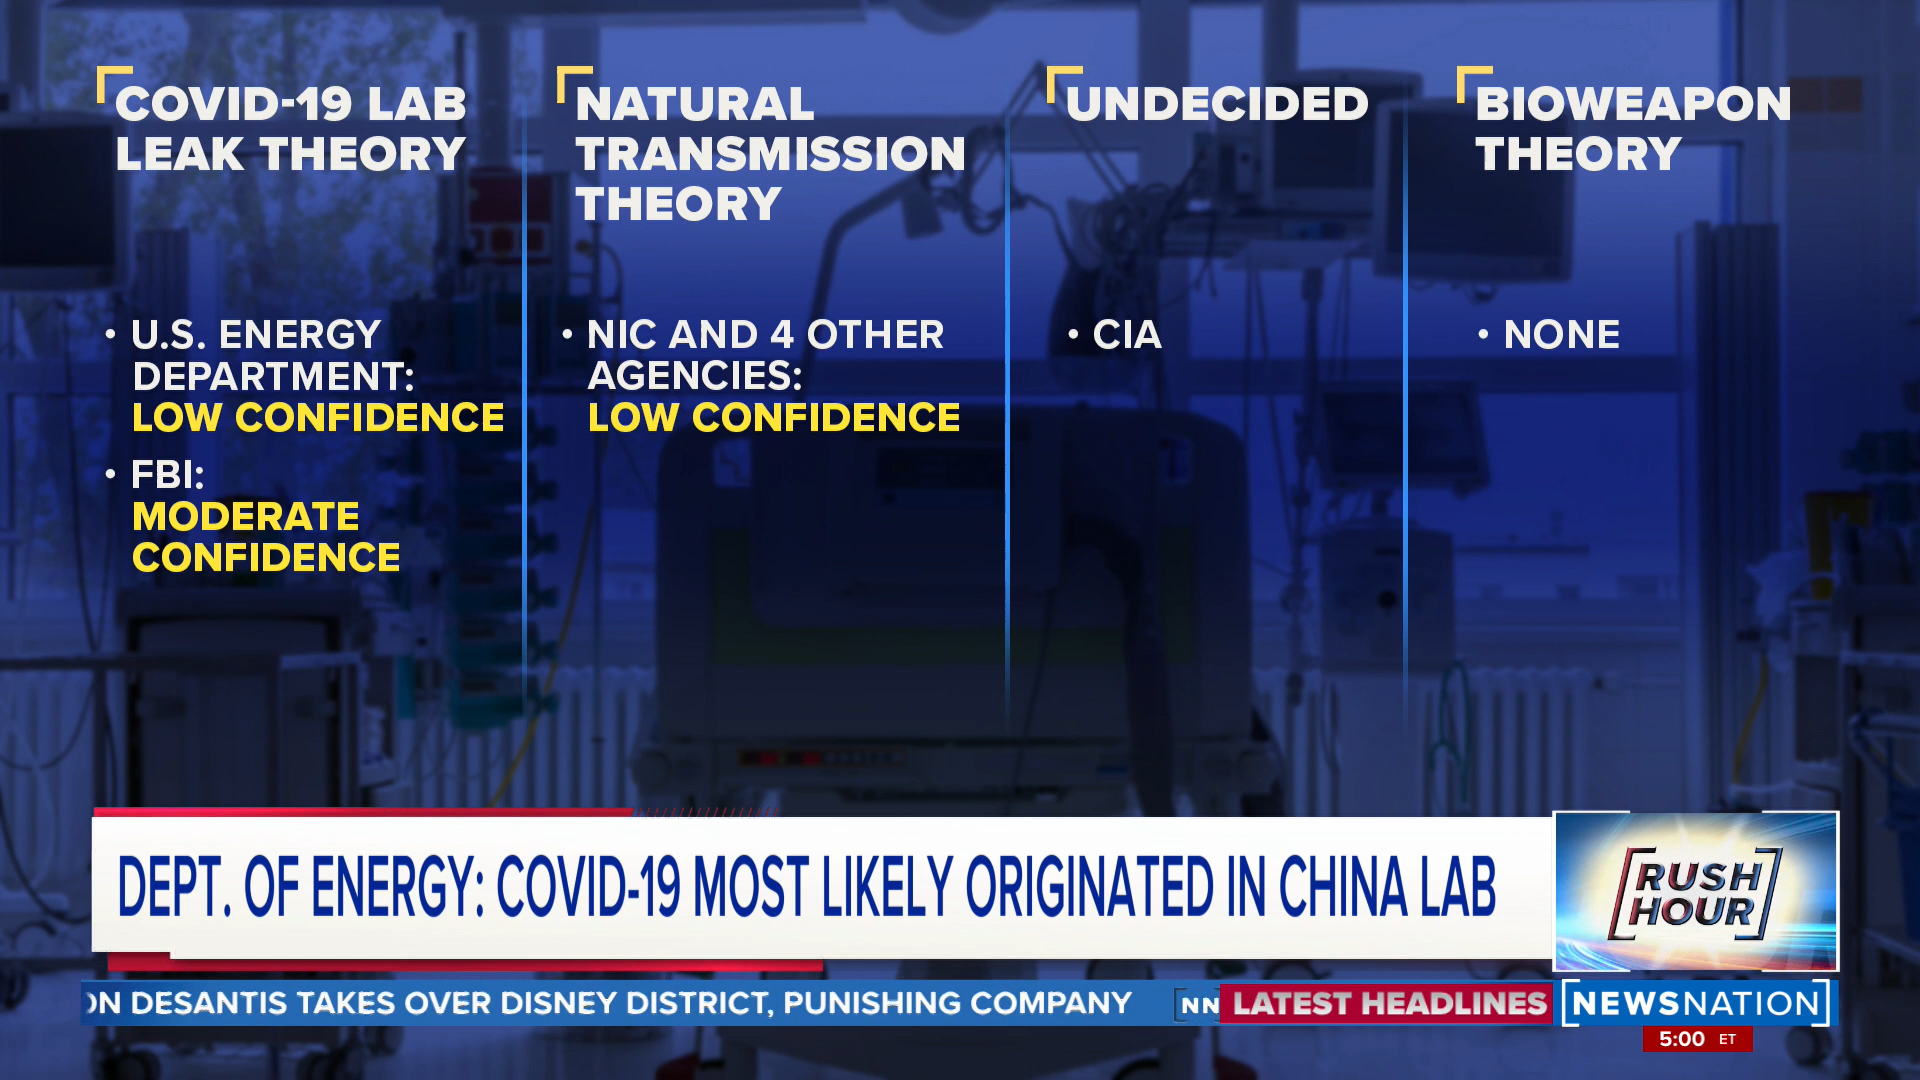 COVID-19 LAB
LEAK THEORY
• U.S. ENERGY
DEPARTMENT:
LOW CONFIDENCE
• FBI:
MODERATE
CONFIDENCE
NATURAL
TRANSMISSION
THEORY
• NIC AND 4 OTHER
AGENCIES:
LOW CONFIDENCE
UNDECIDED
• CIA
BIOWEAPON
THEORY
• NONE
DEPT. OF ENERGY: COVID-19 MOST LIKELY ORIGINATED IN CHINA LAB
RUSH
HOUR
ON DESANTIS TAKES OVER DISNEY DISTRICT, PUNISHING COMPANY
NN
LATEST HEADLINES
NEWSNATION
5:00 ET